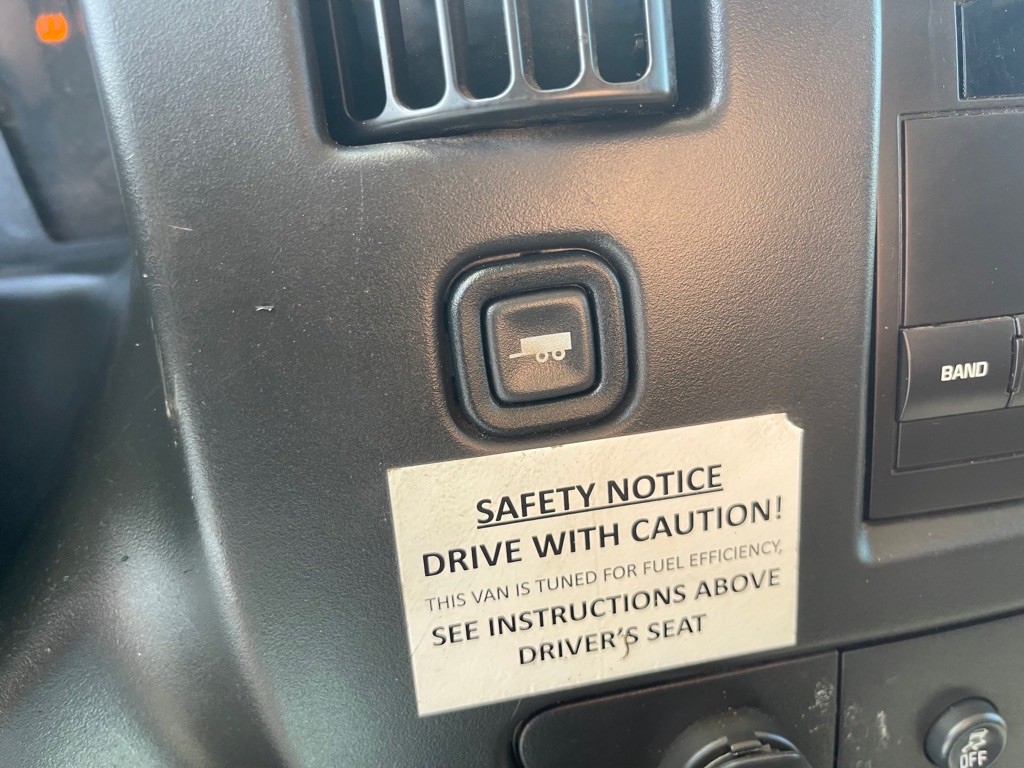 BAND
SAFETY NOTICE
DRIVE WITH CAUTION!
THIS VAN IS TUNED FOR FUEL EFFICIENCY,
SEE INSTRUCTIONS ABOVE
DRIVER'S SEAT
OFF